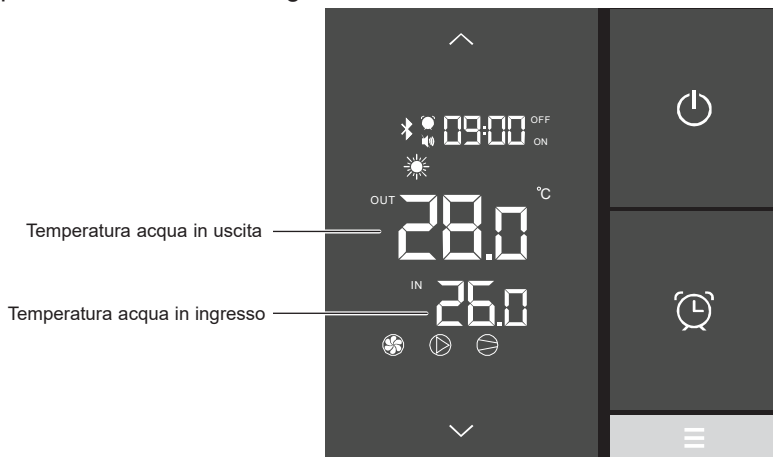 09:00 OFF
ON
OUT 28.0 °C
Temperatura acqua in uscita
IN 26.0
Temperatura acqua in ingresso